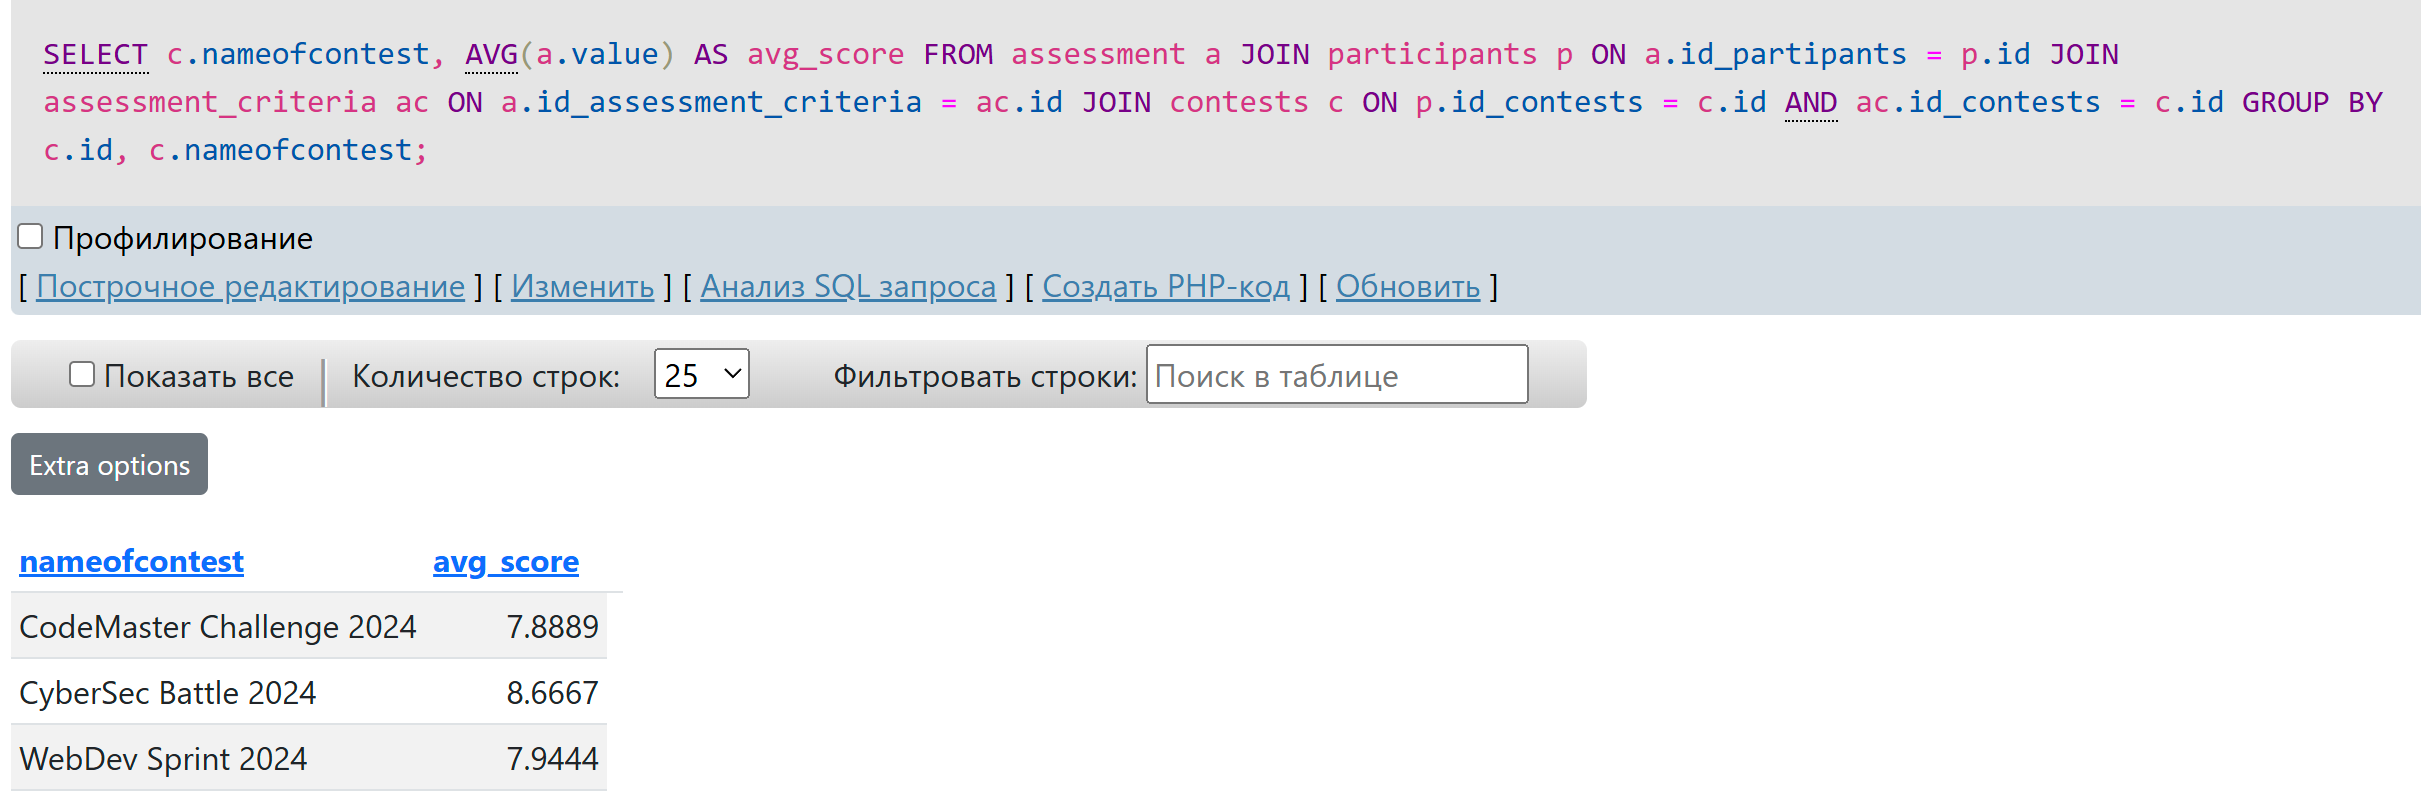 SELECT c.nameofcontest, AVG(a.value) AS avg_score FROM assessment a JOIN participants p ON a.id_partipants = p.id JOIN
assessment_criteria ac ON a.id_assessment_criteria = ac.id JOIN contests c ON p.id_contests = c.id AND ac.id_contests = c.id GROUP BY
c.id, c.nameofcontest;
Профилирование
[ Построчное редактирование ] [ Изменить ] [ Анализ SQL запроса ] [ Создать PHP-код ] [ Обновить ]
Показать все Количество строк: 25 Фильтровать строки: Поиск в таблице
Extra options
nameofcontest avg_score
CodeMaster Challenge 2024 7.8889
CyberSec Battle 2024 8.6667
WebDev Sprint 2024 7.9444